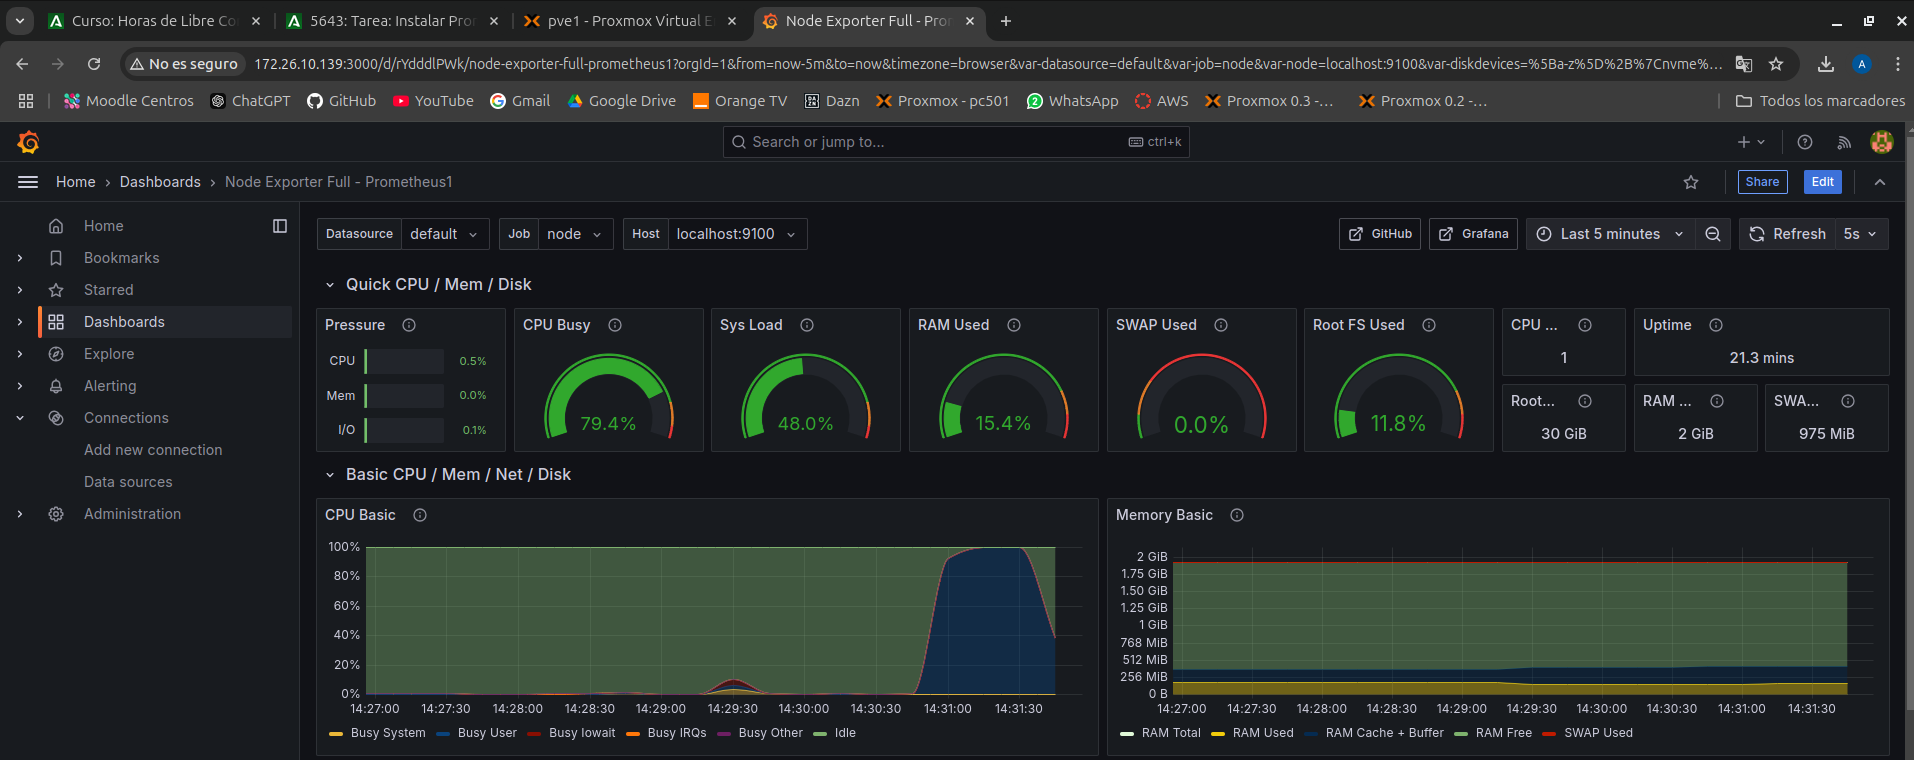 Curso: Horas de Libre Co
5643: Tarea: Instalar Pro
pve1 - Proxmox Virtual E
Node Exporter Full - Pro
No es seguro
172.26.10.139:3000/d/rYdddlPWk/node-exporter-full-prometheus1?orgId=1&from=now-5m&to=now&timezone=browser&var-datasource=default&var-job=node&var-node=localhost:9100&var-diskdevices=%5Ba-z%5D%2B%7Cnvme%...
Moodle Centros ChatGPT GitHub YouTube Gmail Google Drive Orange TV Dazn Proxmox - pc501 WhatsApp AWS Proxmox 0.3 -... Proxmox 0.2 -... Todos los marcadores
Search or jump to... ctrl+k
Home › Dashboards › Node Exporter Full - Prometheus1
Share Edit
Home
Bookmarks
Starred
Dashboards
Explore
Alerting
Connections
Add new connection
Data sources
Administration
Datasource default Job node Host localhost:9100
GitHub Grafana Last 5 minutes Refresh 5s
Quick CPU / Mem / Disk
Pressure
CPU 0.5%
Mem 0.0%
I/O 0.1%
CPU Busy
79.4%
Sys Load
48.0%
RAM Used
15.4%
SWAP Used
0.0%
Root FS Used
11.8%
CPU ...
1
Uptime
21.3 mins
Root...
30 GiB
RAM ...
2 GiB
SWA...
975 MiB
Basic CPU / Mem / Net / Disk
CPU Basic
100%
80%
60%
40%
20%
0%
14:27:00 14:27:30 14:28:00 14:28:30 14:29:00 14:29:30 14:30:00 14:30:30 14:31:00 14:31:30
Busy System Busy User Busy Iowait Busy IRQs Busy Other Idle
Memory Basic
2 GiB
1.75 GiB
1.50 GiB
1.25 GiB
1 GiB
768 MiB
512 MiB
256 MiB
0 B
14:27:00 14:27:30 14:28:00 14:28:30 14:29:00 14:29:30 14:30:00 14:30:30 14:31:00 14:31:30
RAM Total RAM Used RAM Cache + Buffer RAM Free SWAP Used